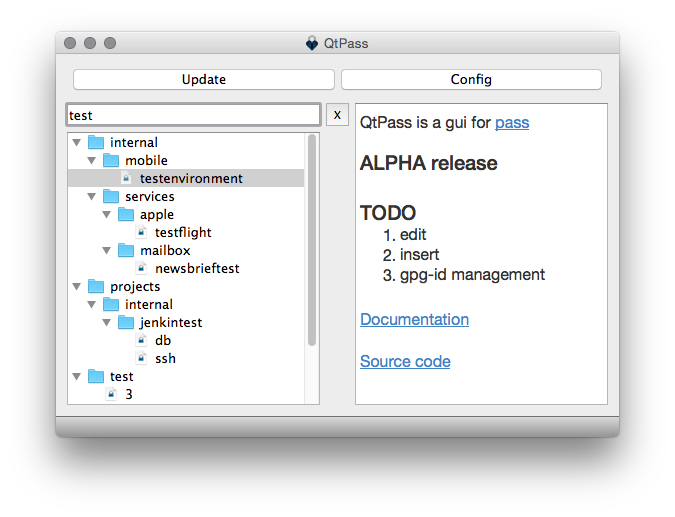 QtPass
Update
Config
test
x
internal
mobile
testenvironment
services
apple
testflight
mailbox
newsbrieftest
projects
internal
jenkintest
db
ssh
test
3
QtPass is a gui for pass
ALPHA release
TODO
1. edit
2. insert
3. gpg-id management
Documentation
Source code